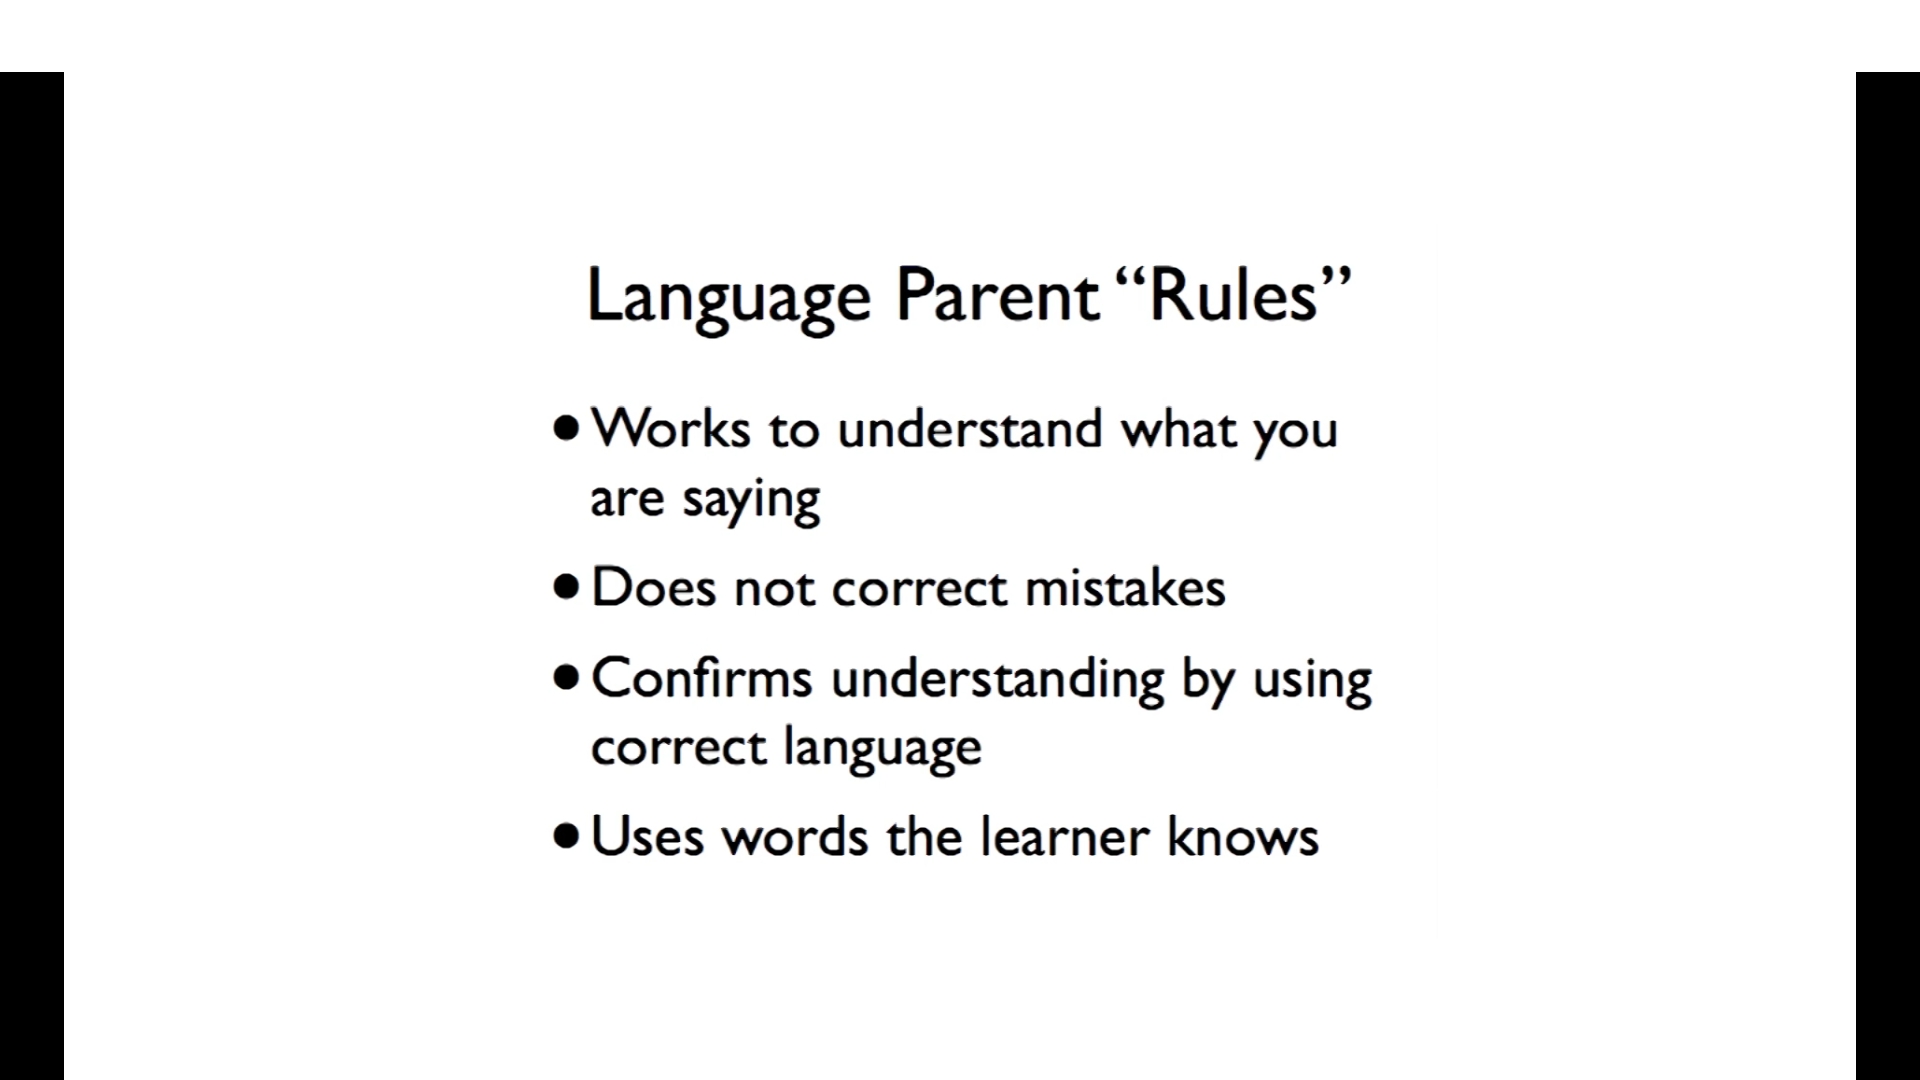 Language Parent “Rules”
•Works to understand what you
are saying
•Does not correct mistakes
•Confirms understanding by using
correct language
•Uses words the learner knows